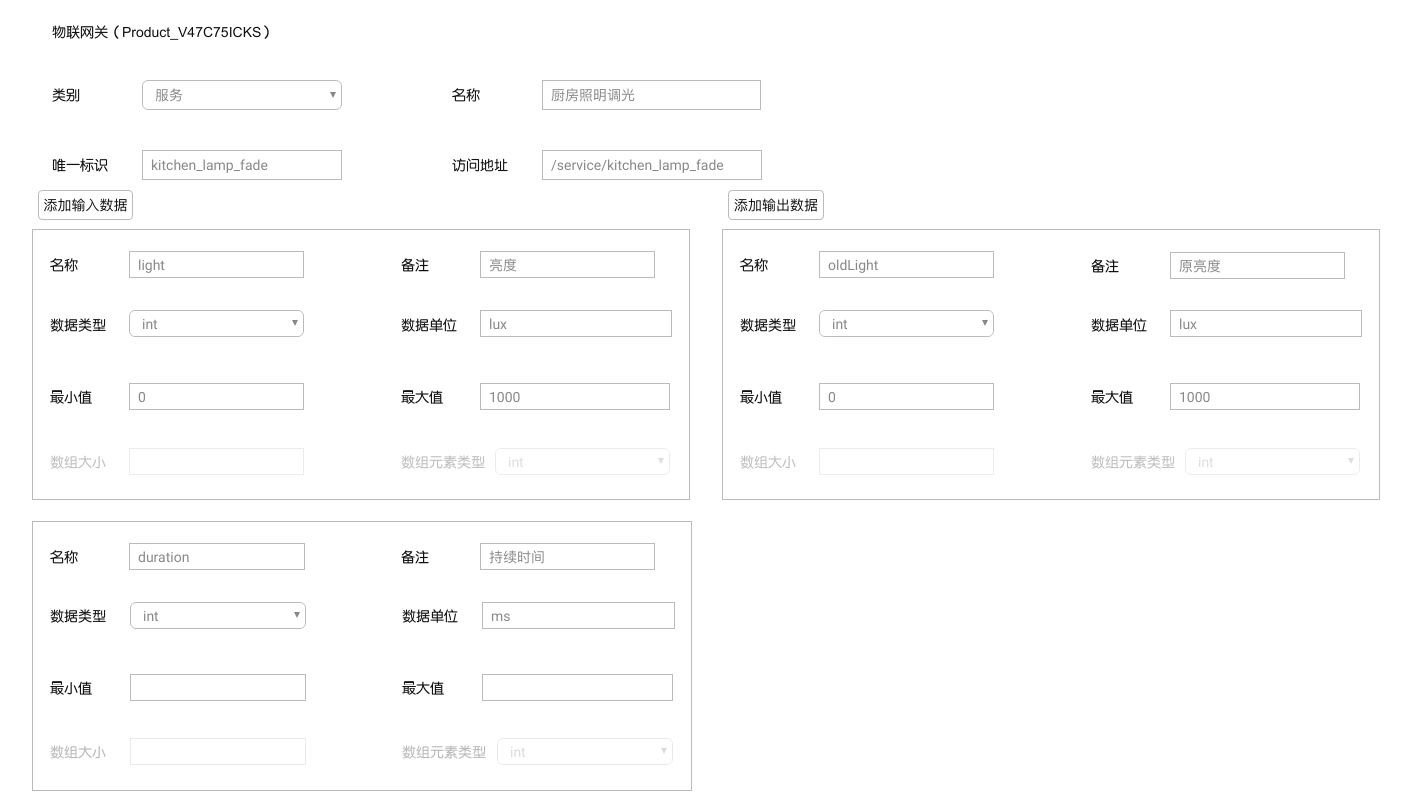 物联网关（Product_V47C75ICKS）
类别 服务 名称 厨房照明调光
唯一标识 kitchen_lamp_fade 访问地址 /service/kitchen_lamp_fade
添加输入数据 添加输出数据
名称 light 备注 亮度
数据类型 int 数据单位 lux
最小值 0 最大值 1000
数组大小 数组元素类型 int
名称 oldLight 备注 原亮度
数据类型 int 数据单位 lux
最小值 0 最大值 1000
数组大小 数组元素类型 int
名称 duration 备注 持续时间
数据类型 int 数据单位 ms
最小值 最大值
数组大小 数组元素类型 int